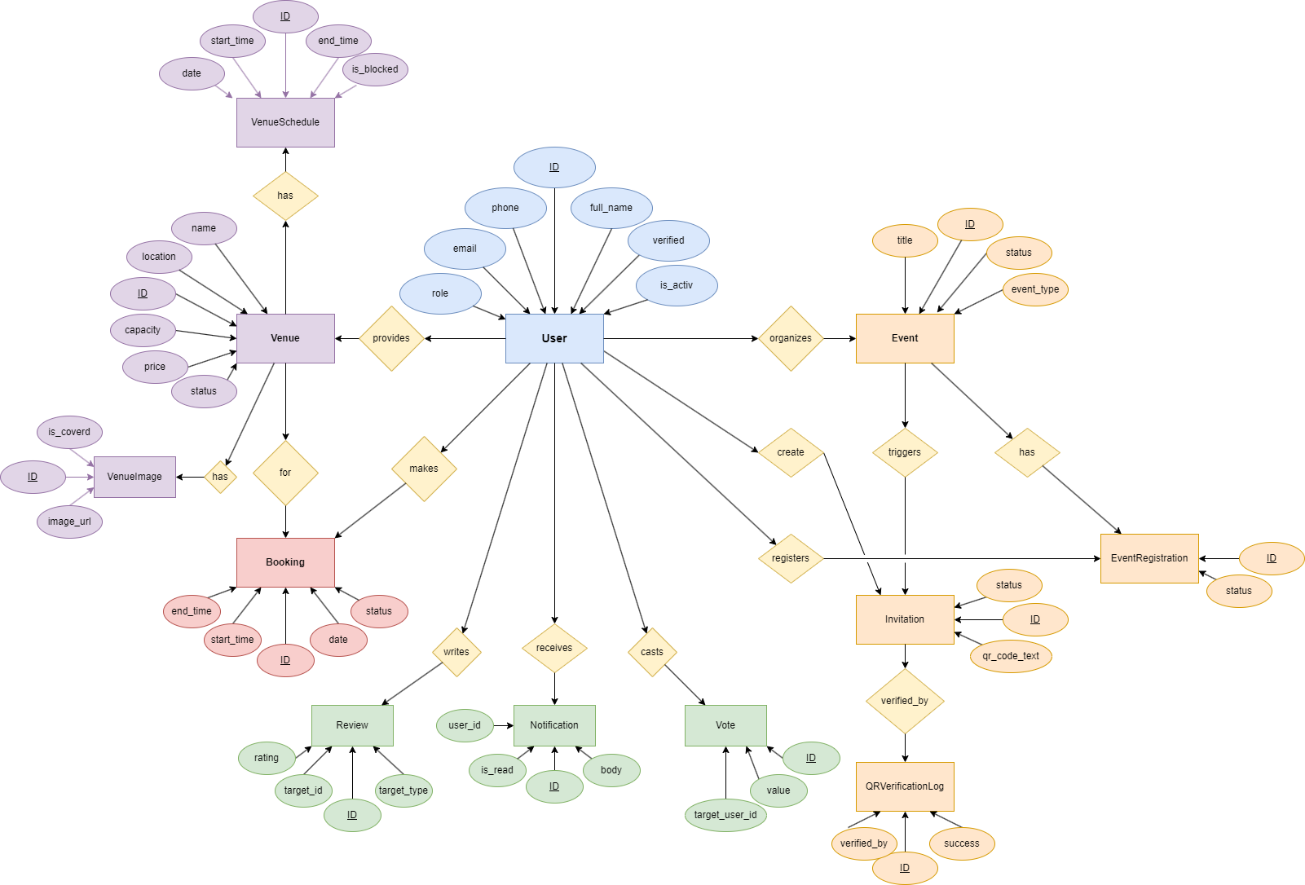 ID
start_time
end_time
date
is_blocked
VenueSchedule
has
ID
phone
full_name
name
email
verified
location
role
is_activ
ID
capacity
price
status
Venue
provides
User
organizes
title
ID
status
event_type
Event
is_coverd
ID
image_url
VenueImage
has
for
makes
create
triggers
has
registers
EventRegistration
ID
status
Booking
end_time
start_time
ID
date
status
Invitation
status
ID
qr_code_text
writes
receives
casts
verified_by
Review
rating
target_id
ID
target_type
user_id
Notification
is_read
ID
body
Vote
ID
value
target_user_id
QRVerificationLog
verified_by
ID
success